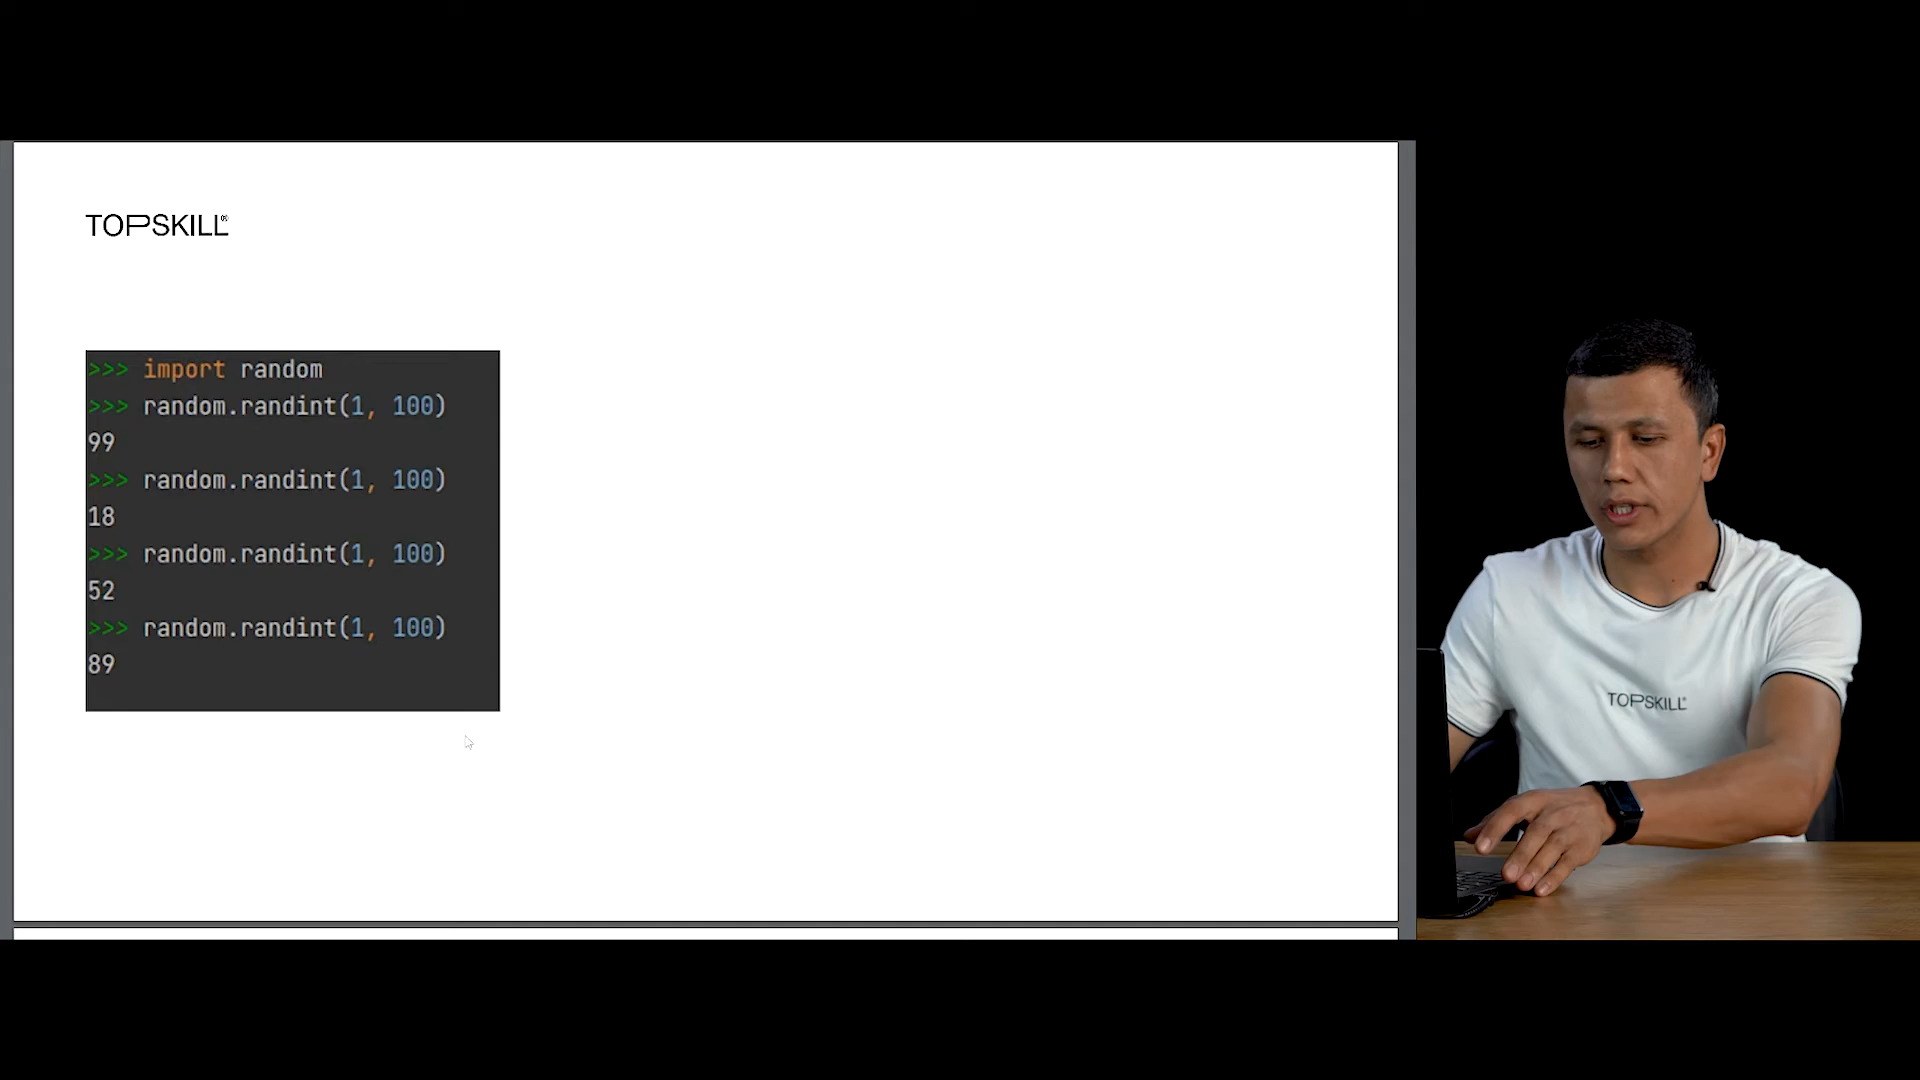 TOPSKILL®
>>> import random
>>> random.randint(1, 100)
99
>>> random.randint(1, 100)
18
>>> random.randint(1, 100)
52
>>> random.randint(1, 100)
89
TOPSKILL®